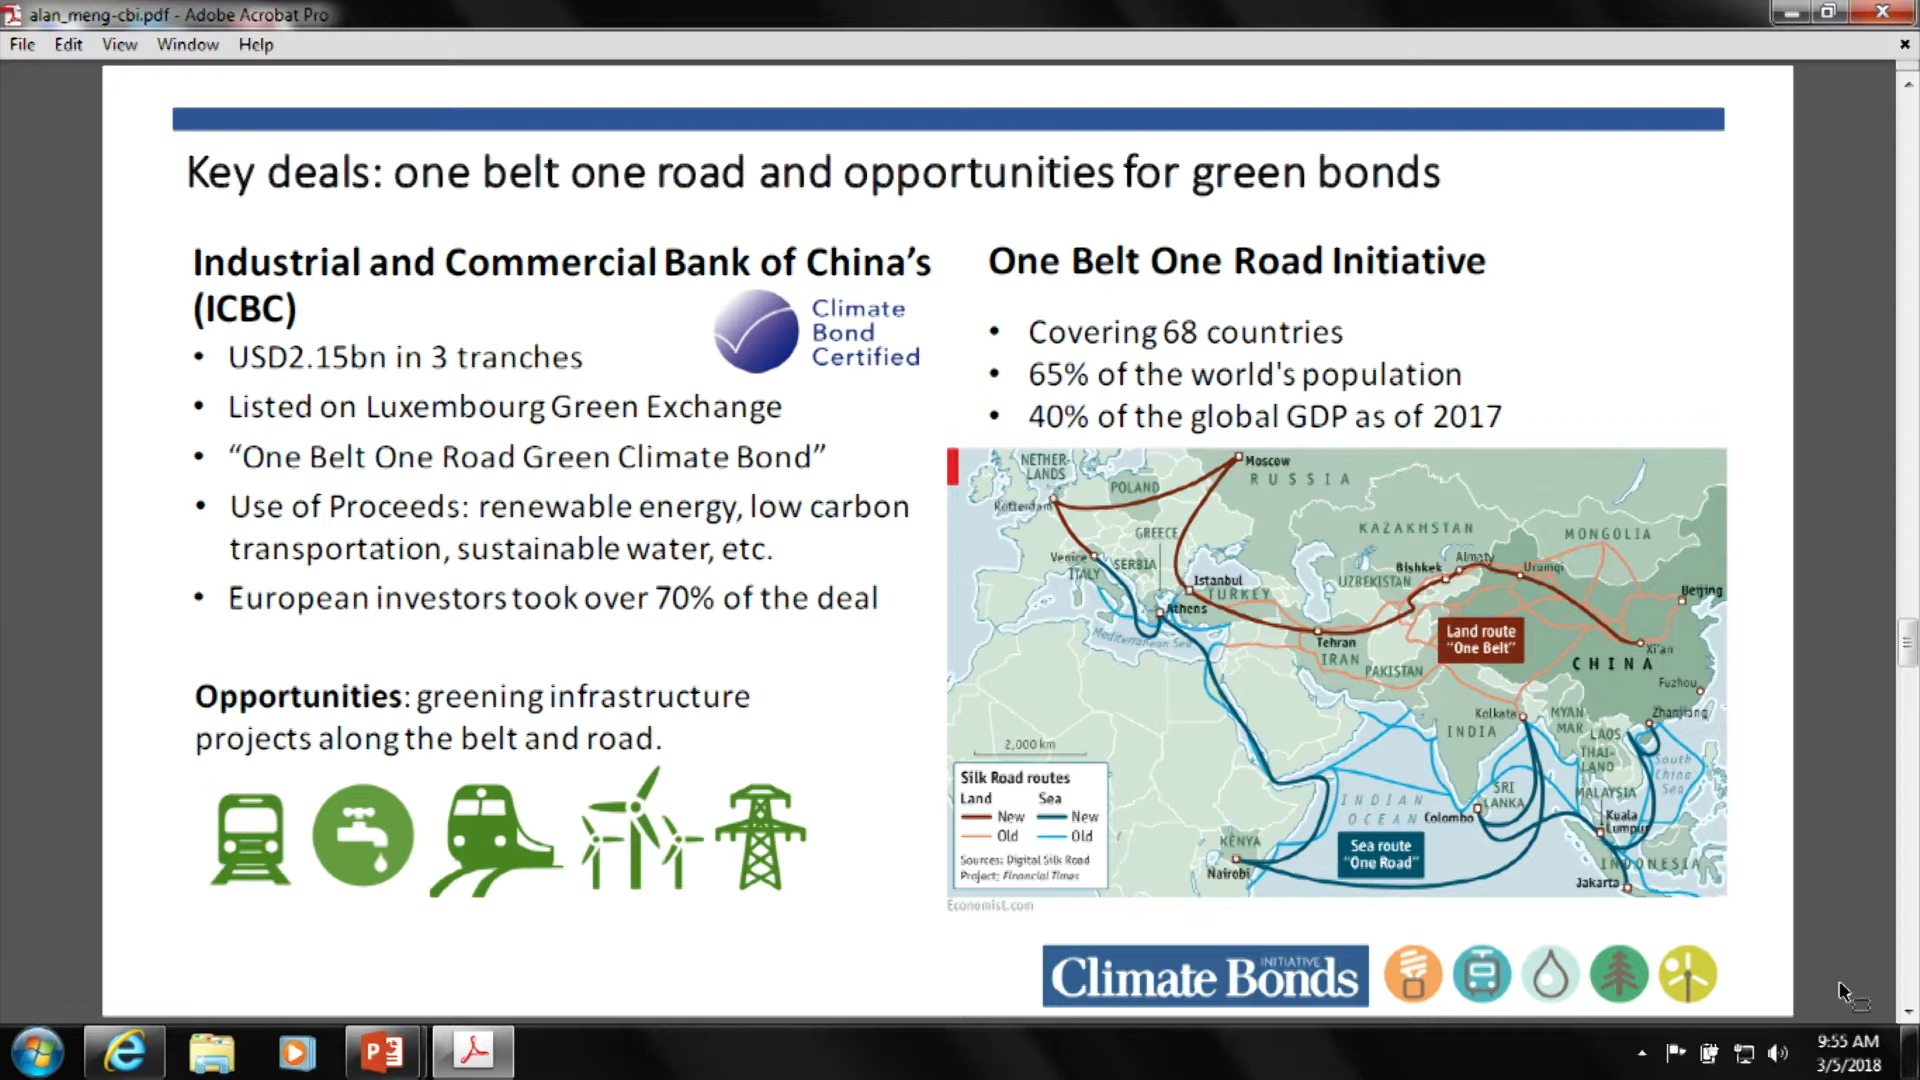 alan_meng-cbi.pdf - Adobe Acrobat Pro
File Edit View Window Help
Key deals: one belt one road and opportunities for green bonds
Industrial and Commercial Bank of China's
(ICBC)
Climate
Bond
Certified
• USD2.15bn in 3 tranches
• Listed on Luxembourg Green Exchange
• “One Belt One Road Green Climate Bond”
• Use of Proceeds: renewable energy, low carbon
transportation, sustainable water, etc.
• European investors took over 70% of the deal
Opportunities: greening infrastructure
projects along the belt and road.
One Belt One Road Initiative
• Covering 68 countries
• 65% of the world's population
• 40% of the global GDP as of 2017
NETHER-
LANDS
Moscow
RUSSIA
POLAND
Rotterdam
KAZAKHSTAN
MONGOLIA
GREECE
Venice
ITALY
SERBIA
Almaty
Bishkek
Urumqi
UZBEKISTAN
Istanbul
TURKEY
Beijing
Athens
Mediterranean Sea
Tehran
IRAN
Land route
"One Belt"
Xi'an
CHINA
PAKISTAN
Fuzhou
Kolkata
MYAN
MAR
Zhanjiang
INDIA
LAOS
THAI-
LAND
South
China
Sea
2,000 km
Silk Road routes
Land Sea
New New
Old Old
Sources: Digital Silk Road
Project; Financial Times
INDIAN
OCEAN
SRI
LANKA
Colombo
MALAYSIA
Kuala
Lumpur
KENYA
Nairobi
Sea route
"One Road"
INDONESIA
Jakarta
Economist.com
Climate Bonds
INITIATIVE
9:55 AM
3/5/2018